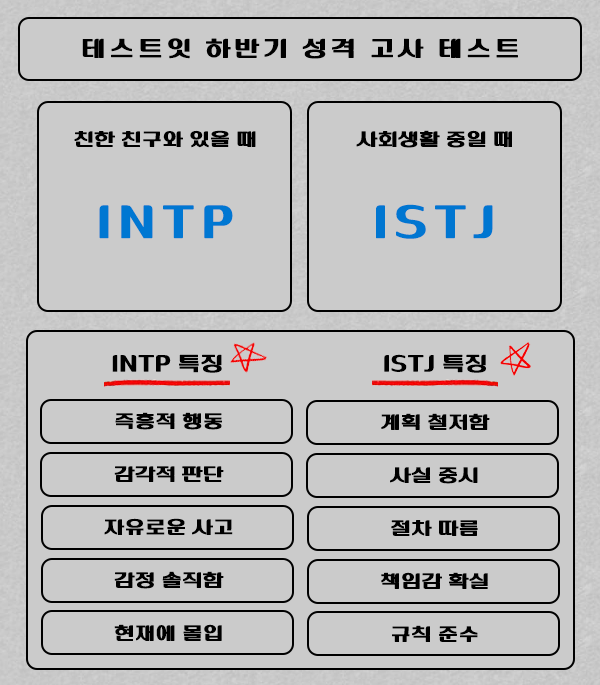 테스트잇 하반기 성격 고사 테스트
친한 친구와 있을 때
INTP
사회생활 중일 때
ISTJ
INTP 특징
ISTJ 특징
즉흥적 행동
계획 철저함
감각적 판단
사실 중시
자유로운 사고
절차 따름
감정 솔직함
책임감 확실
현재에 몰입
규칙 준수